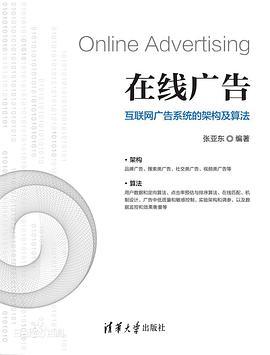 Online Advertising
在线广告
互联网广告系统的架构及算法
张亚东 ◎ 编著
• 架构
品牌广告、搜索类广告、社交类广告、视频类广告等
• 算法
用户数据和定向算法、点击率预估与排序算法、在线匹配、机
制设计、广告中低质量和敏感控制、实验架构和调参、以及数
据监控和效果衡量等
清华大学出版社